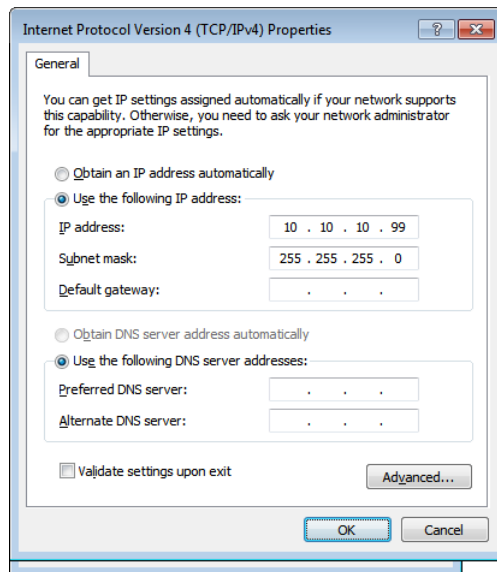 Internet Protocol Version 4 (TCP/IPv4) Properties
General
You can get IP settings assigned automatically if your network supports
this capability. Otherwise, you need to ask your network administrator
for the appropriate IP settings.
Obtain an IP address automatically
Use the following IP address:
IP address: 10 . 10 . 10 . 99
Subnet mask: 255 . 255 . 255 . 0
Default gateway: . . .
Obtain DNS server address automatically
Use the following DNS server addresses:
Preferred DNS server: . . .
Alternate DNS server: . . .
Validate settings upon exit
Advanced...
OK Cancel